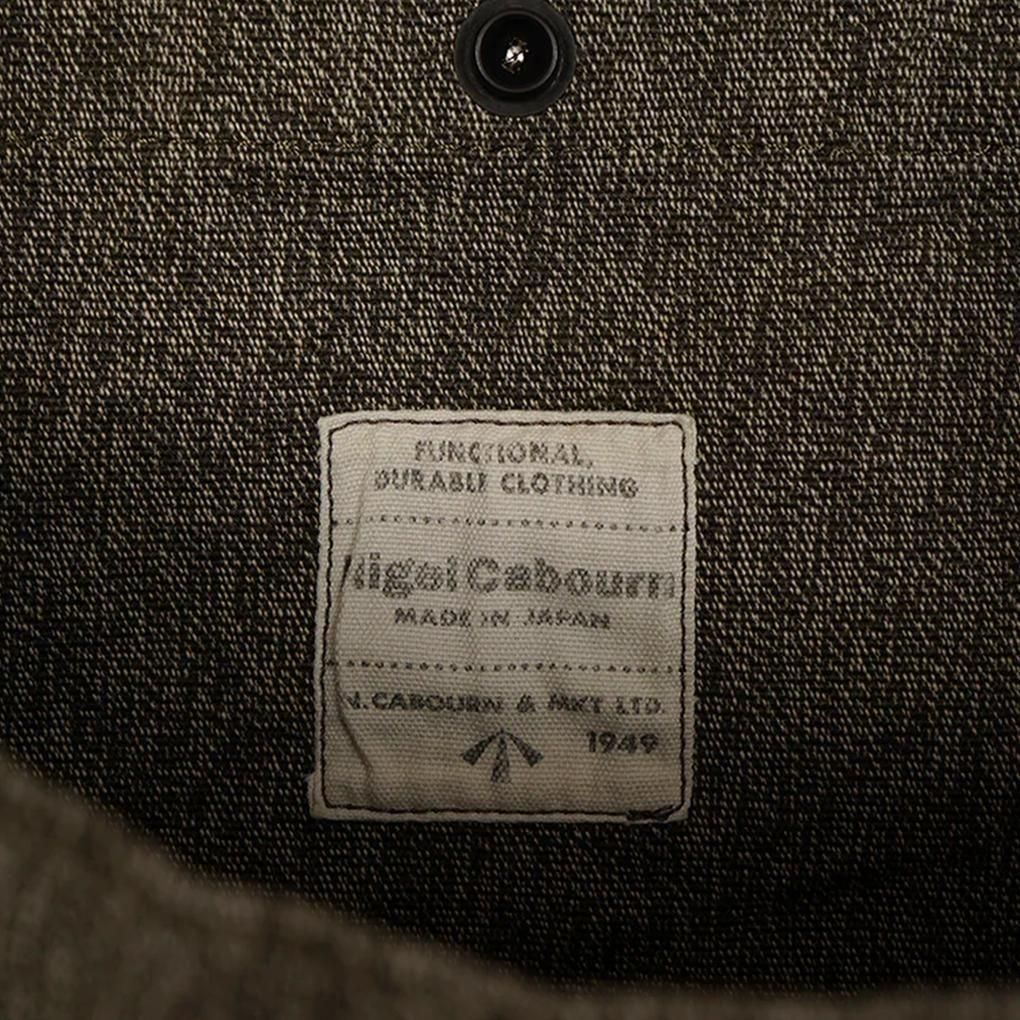 FUNCTIONAL,
DURABLE CLOTHING
Nigel Cabourn
MADE IN JAPAN
N. CABOURN & MKT LTD.
1949